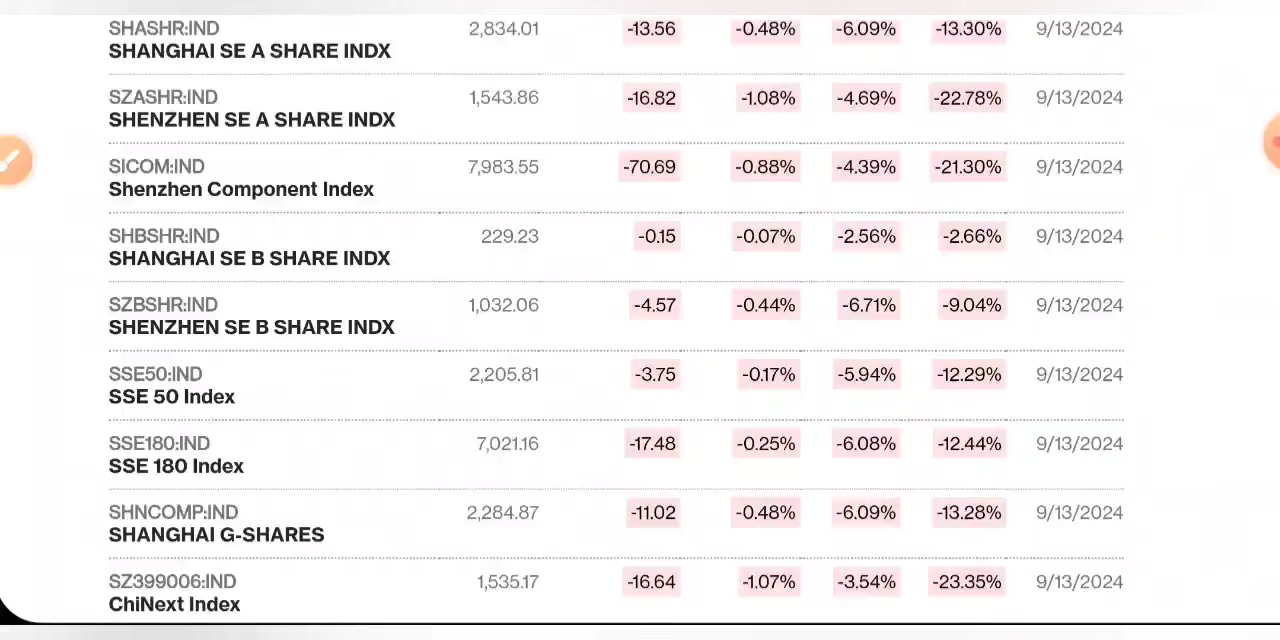 SHASHR:IND 2,834.01 -13.56 -0.48% -6.09% -13.30% 9/13/2024
SHANGHAI SE A SHARE INDX
SZASHR:IND 1,543.86 -16.82 -1.08% -4.69% -22.78% 9/13/2024
SHENZHEN SE A SHARE INDX
SICOM:IND 7,983.55 -70.69 -0.88% -4.39% -21.30% 9/13/2024
Shenzhen Component Index
SHBSHR:IND 229.23 -0.15 -0.07% -2.56% -2.66% 9/13/2024
SHANGHAI SE B SHARE INDX
SZBSHR:IND 1,032.06 -4.57 -0.44% -6.71% -9.04% 9/13/2024
SHENZHEN SE B SHARE INDX
SSE50:IND 2,205.81 -3.75 -0.17% -5.94% -12.29% 9/13/2024
SSE 50 Index
SSE180:IND 7,021.16 -17.48 -0.25% -6.08% -12.44% 9/13/2024
SSE 180 Index
SHNCOMP:IND 2,284.87 -11.02 -0.48% -6.09% -13.28% 9/13/2024
SHANGHAI G-SHARES
SZ399006:IND 1,535.17 -16.64 -1.07% -3.54% -23.35% 9/13/2024
ChiNext Index